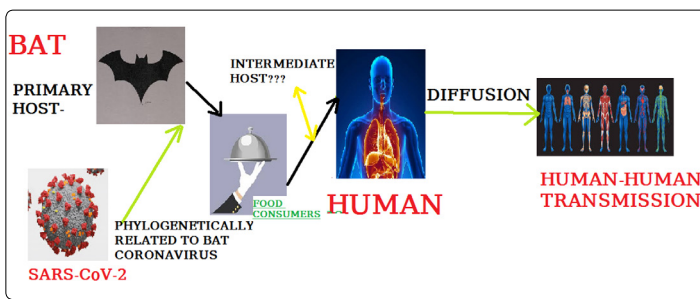 BAT
PRIMARY
HOST-
INTERMEDIATE
HOST???
DIFFUSION
FOOD
CONSUMERS
HUMAN
HUMAN-HUMAN
TRANSMISSION
PHYLOGENETICALLY
RELATED TO BAT
CORONAVIRUS
SARS-CoV-2